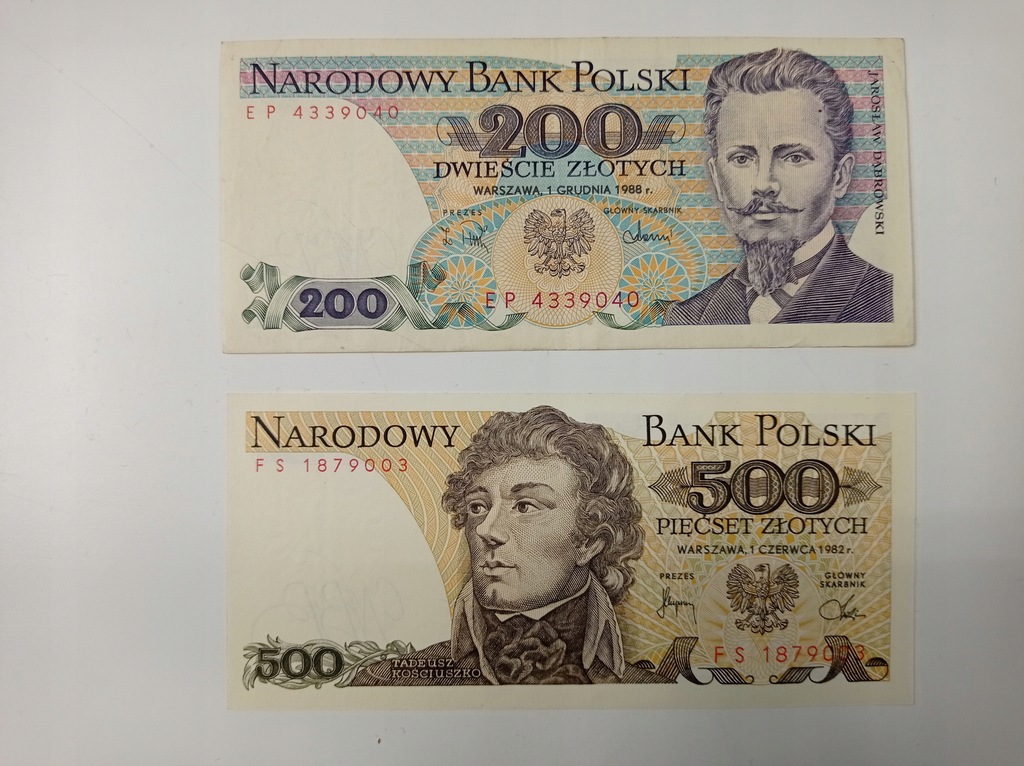 NARODOWY BANK POLSKI
EP 4339040
200
DWIEŚCIE ZŁOTYCH
WARSZAWA, 1 GRUDNIA 1988 r.
PREZES
GŁÓWNY SKARBNIK
EP 4339040
200
JAROSŁAW DĄBROWSKI
NARODOWY BANK POLSKI
FS 1879003
500
PIĘĆSET ZŁOTYCH
WARSZAWA, 1 CZERWCA 1982 r.
PREZES
GŁÓWNY
SKARBNIK
FS 1879003
500
TADEUSZ
KOŚCIUSZKO